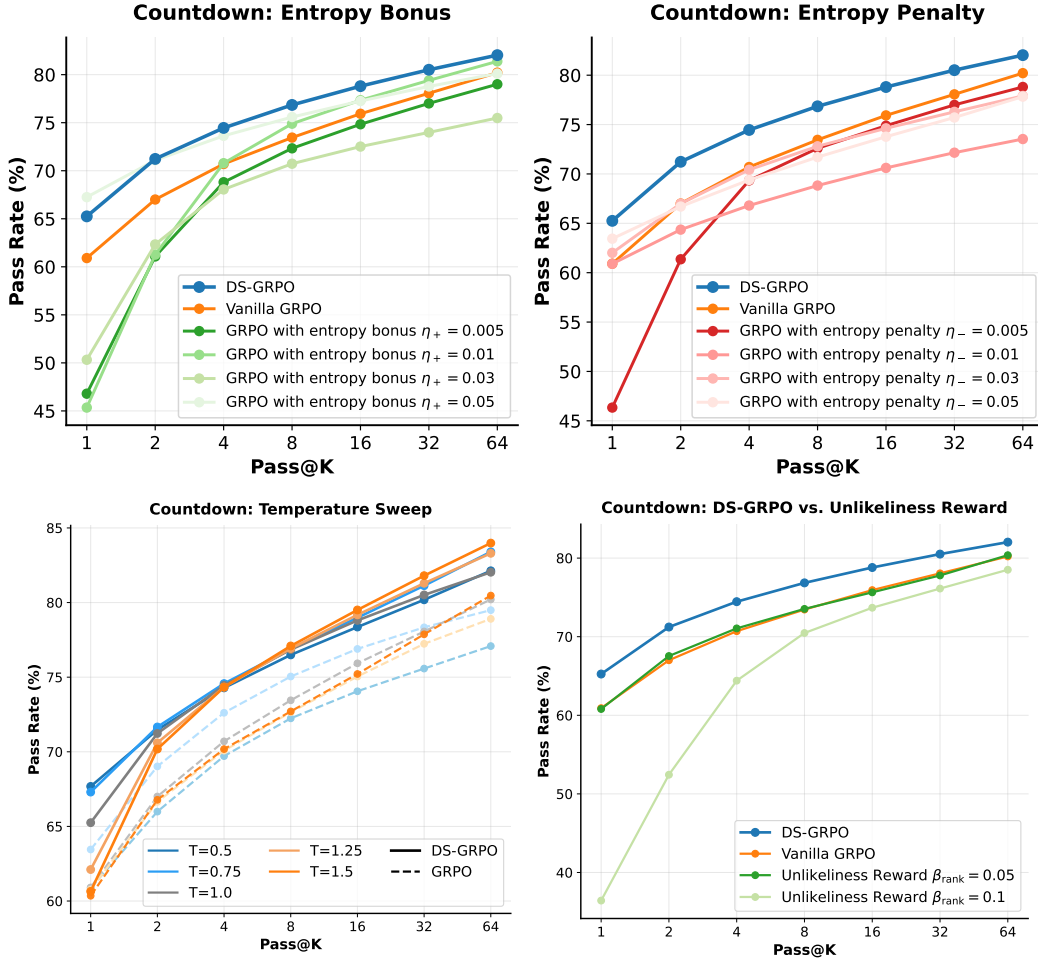 Countdown: Entropy Bonus
Pass Rate (%)
80
75
70
65
60
55
50
45
1 2 4 8 16 32 64
Pass@K
DS-GRPO
Vanilla GRPO
GRPO with entropy bonus η₊ = 0.005
GRPO with entropy bonus η₊ = 0.01
GRPO with entropy bonus η₊ = 0.03
GRPO with entropy bonus η₊ = 0.05
Countdown: Entropy Penalty
Pass Rate (%)
80
75
70
65
60
55
50
45
1 2 4 8 16 32 64
Pass@K
DS-GRPO
Vanilla GRPO
GRPO with entropy penalty η₋ = 0.005
GRPO with entropy penalty η₋ = 0.01
GRPO with entropy penalty η₋ = 0.03
GRPO with entropy penalty η₋ = 0.05
Countdown: Temperature Sweep
Pass Rate (%)
85
80
75
70
65
60
1 2 4 8 16 32 64
Pass@K
T=0.5 T=1.25 DS-GRPO
T=0.75 T=1.5 GRPO
T=1.0
Countdown: DS-GRPO vs. Unlikeliness Reward
Pass Rate (%)
80
70
60
50
40
1 2 4 8 16 32 64
Pass@K
DS-GRPO
Vanilla GRPO
Unlikeliness Reward β_rank = 0.05
Unlikeliness Reward β_rank = 0.1